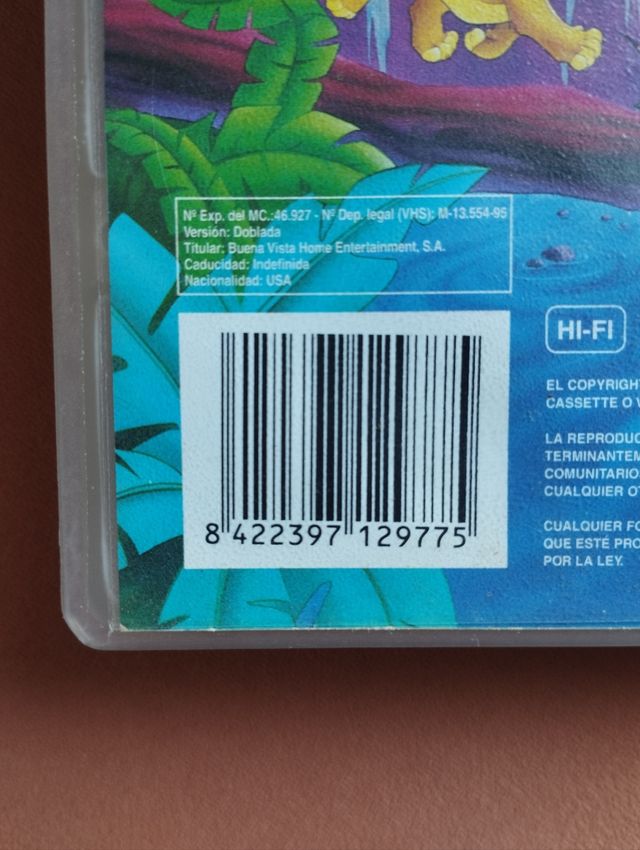 Nº Exp. del MC.:46.927 - Nº Dep. legal (VHS): M-13.554-95
Versión: Doblada
Titular: Buena Vista Home Entertainment, S.A.
Caducidad: Indefinida
Nacionalidad: USA
8 422397 129775
HI-FI
EL COPYRIGH
CASSETTE O
LA REPRODUC
TERMINANTEM
COMUNITARIO
CUALQUIER OT
CUALQUIER FO
QUE ESTÉ PRO
POR LA LEY.